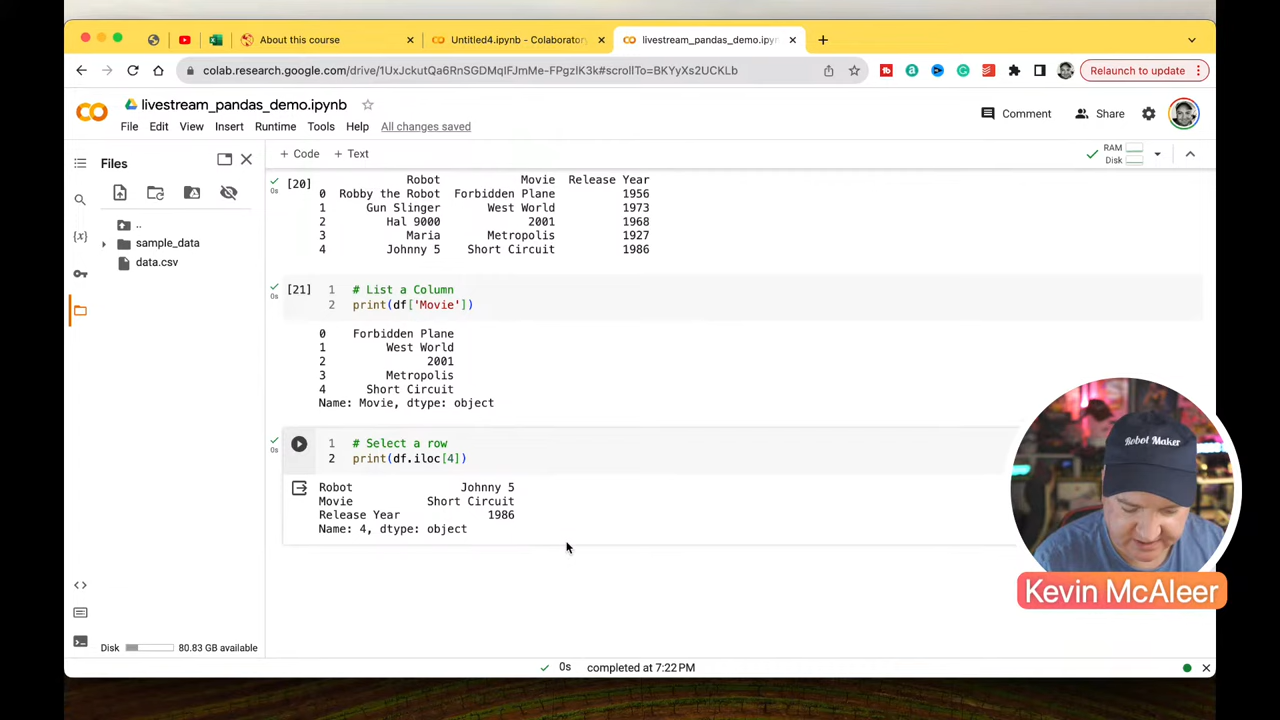 About this course
Untitled4.ipynb - Colaborator
livestream_pandas_demo.ipyn
colab.research.google.com/drive/1UxJckutQa6RnSGDMqIFJmMe-FPgzlK3k#scrollTo=BKYyXs2UCKLb
Relaunch to update
livestream_pandas_demo.ipynb
Comment
Share
File Edit View Insert Runtime Tools Help All changes saved
Files
+ Code + Text
RAM
Disk
..
sample_data
data.csv
[20]
Robot Movie Release Year
0 Robby the Robot Forbidden Plane 1956
1 Gun Slinger West World 1973
2 Hal 9000 2001 1968
3 Maria Metropolis 1927
4 Johnny 5 Short Circuit 1986
0s
[21] 1 # List a Column
0s
2 print(df['Movie'])
0 Forbidden Plane
1 West World
2 2001
3 Metropolis
4 Short Circuit
Name: Movie, dtype: object
1 # Select a row
0s
2 print(df.iloc[4])
Robot Johnny 5
Movie Short Circuit
Release Year 1986
Name: 4, dtype: object
Robot Maker
Kevin McAleer
{x}
<>
Disk 80.83 GB available
0s completed at 7:22 PM